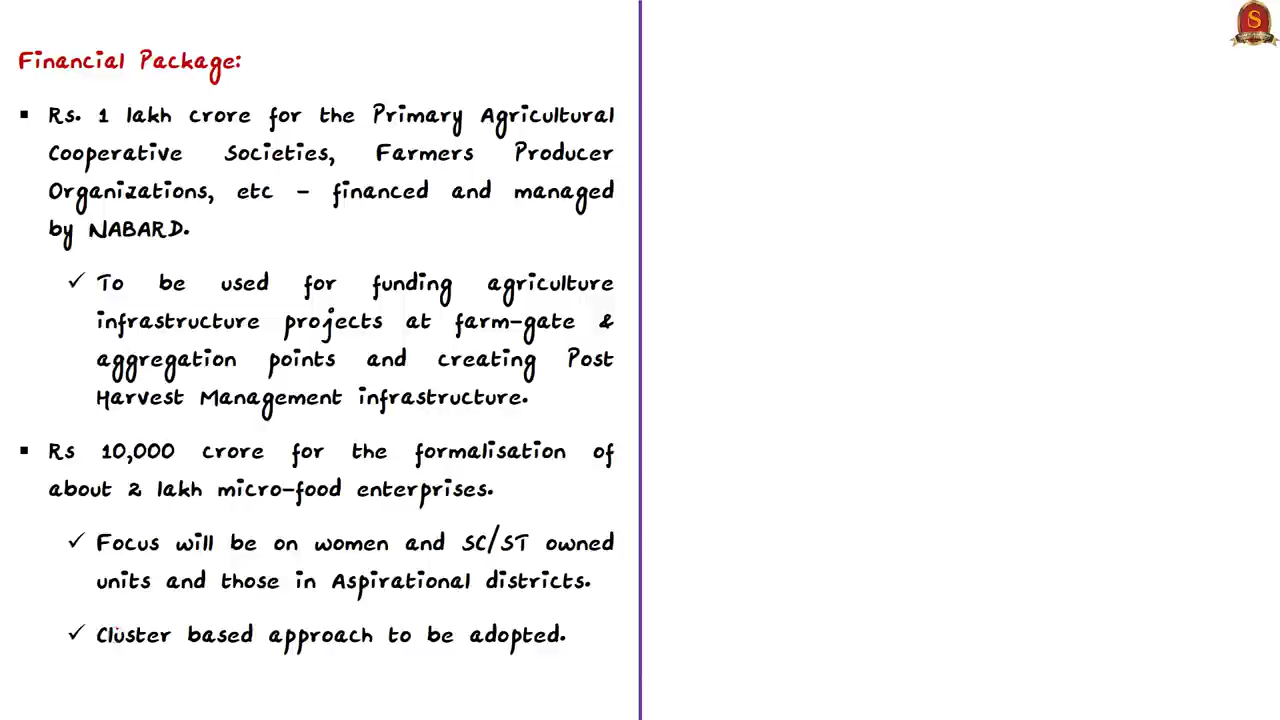 Financial Package:
▪ Rs. 1 lakh crore for the Primary Agricultural
Cooperative Societies, Farmers Producer
Organizations, etc – financed and managed
by NABARD.
✓ To be used for funding agriculture
infrastructure projects at farm-gate &
aggregation points and creating Post
Harvest Management infrastructure.
▪ Rs 10,000 crore for the formalisation of
about 2 lakh micro-food enterprises.
✓ Focus will be on women and SC/ST owned
units and those in Aspirational districts.
✓ Cluster based approach to be adopted.
S